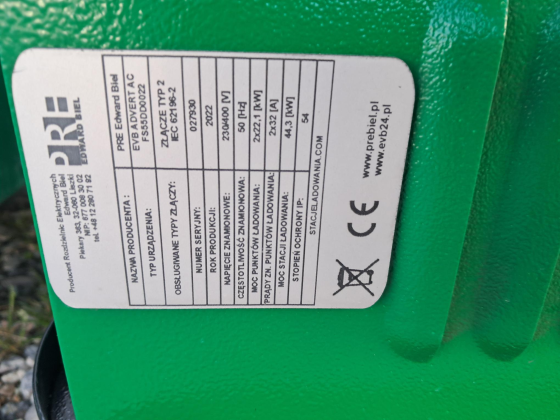 PRE
EDWARD BIEL
Producent Rozdzielnic Elektrycznych
Edward Biel
Piekary 363, 32-060 Liszki
NIP: 677 008 30 02
tel. +48 12 280 71 92
NAZWA PRODUCENTA : PRE Edward Biel
TYP URZĄDZENIA: EVB ADVERT AC
FS55DD0022
OBSŁUGIWANE TYPY ZŁĄCZY: ZŁĄCZE TYP 2
IEC 62196-2
NUMER SERYJNY: 027930
ROK PRODUKCJI: 2022
NAPIĘCIE ZNAMIONOWE: 230/400 [V]
CZĘSTOTLIWOŚĆ ZNAMIONOWA: 50 [Hz]
MOC PUNKTÓW ŁADOWANIA: 2x22,1 [kW]
PRĄDY ZN. PUNKTÓW ŁADOWANIA: 2x32 [A]
MOC STACJI ŁADOWANIA: 44,3 [kW]
STOPIEŃ OCHRONY IP: 54
STACJELADOWANIA.COM
CE
www.prebiel.pl
www.evb24.pl